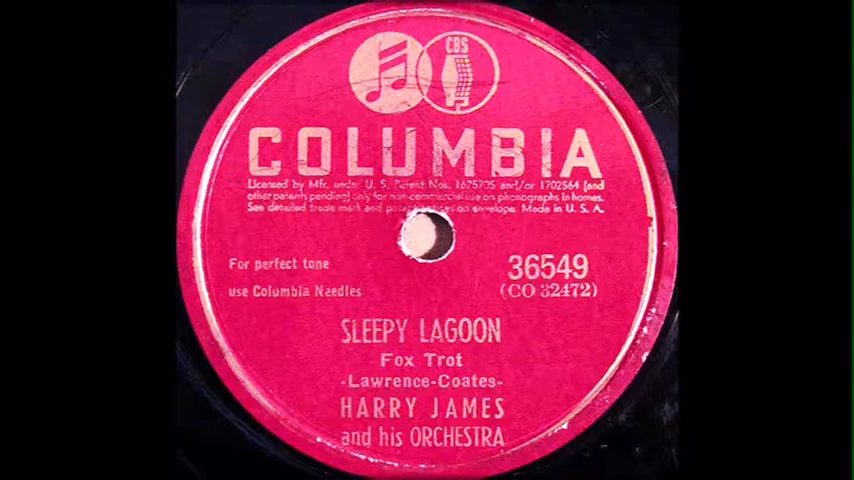 CBS
COLUMBIA
Licensed by Mfr. under U. S. Patent Nos. 1625705 and/or 1702564 (and
other patents pending) only for non-commercial use on phonographs in homes.
See detailed trade mark and patent notices on envelope. Made in U. S. A.
For perfect tone
use Columbia Needles
36549
(CO 32472)
SLEEPY LAGOON
Fox Trot
-Lawrence-Coates-
HARRY JAMES
and his ORCHESTRA